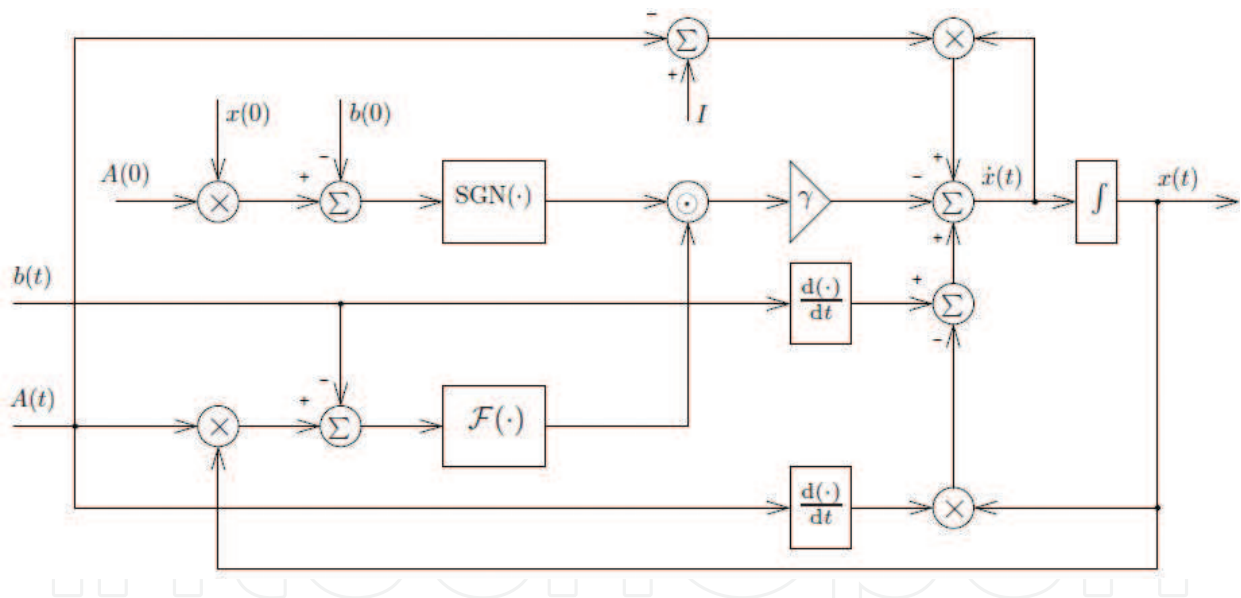 − Σ ×
+ I
x(0) b(0)
A(0) × + − Σ SGN(·) ⊙ γ − + Σ + ẋ(t) ∫ x(t)
b(t) d(·)/dt + Σ −
A(t) × + − Σ F(·)
d(·)/dt ×